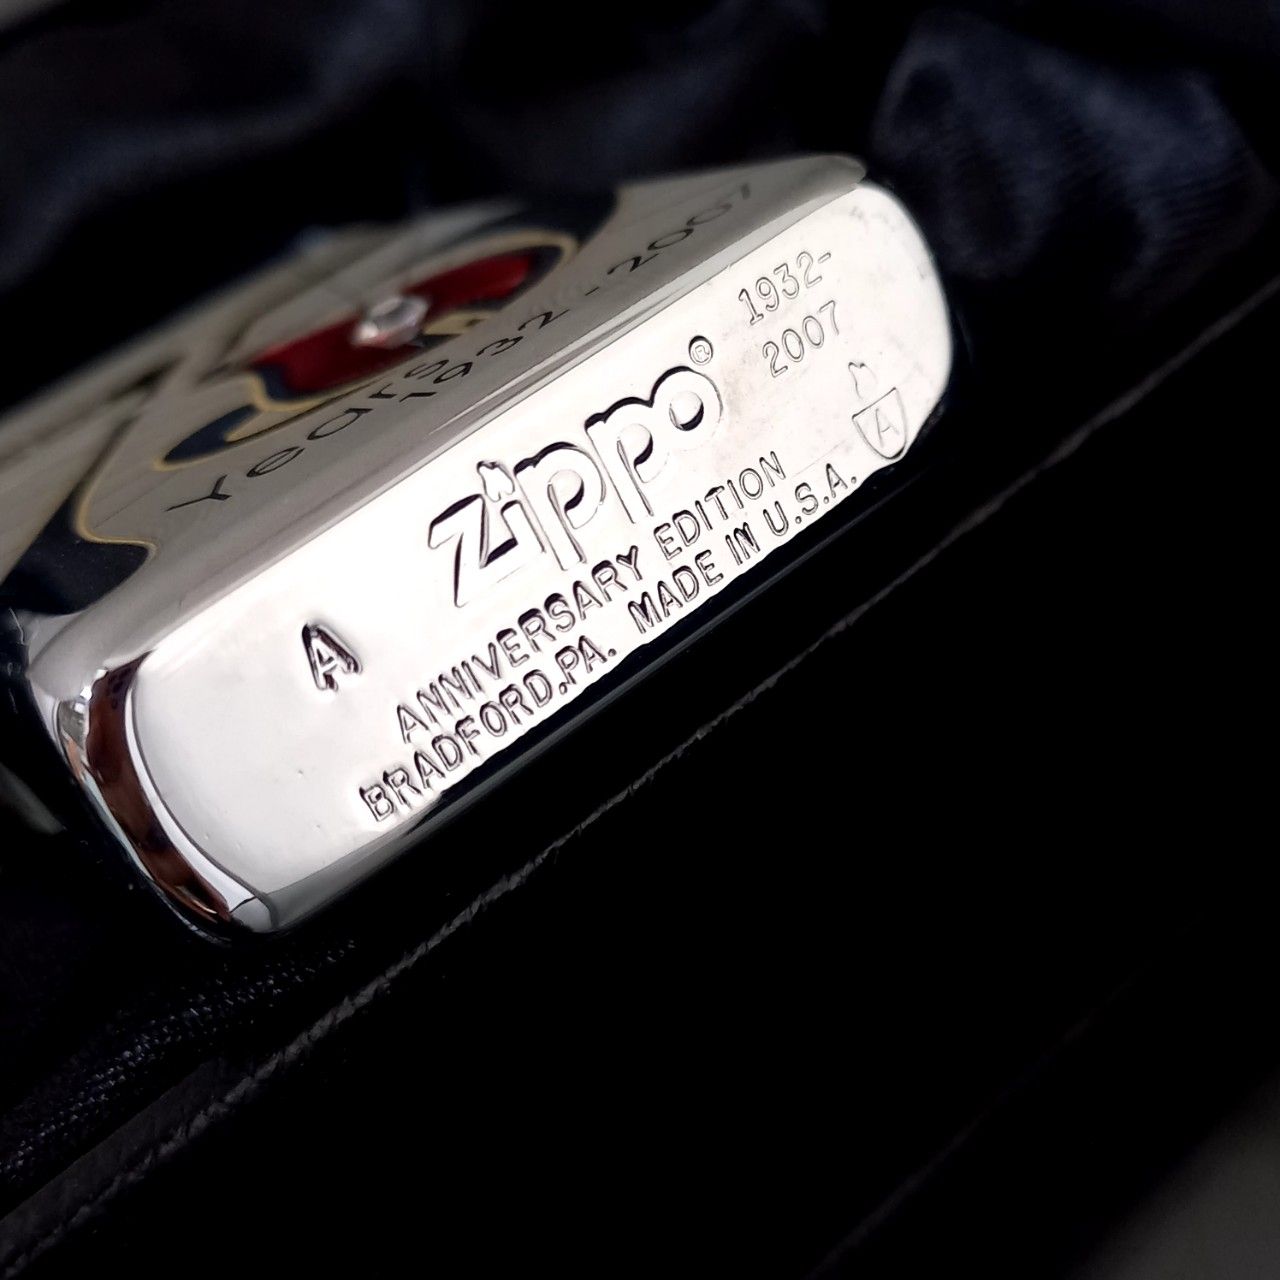 Years
1932-2007
1932-
2007
zippo®
A
A
ANNIVERSARY EDITION
BRADFORD.PA. MADE IN U.S.A.